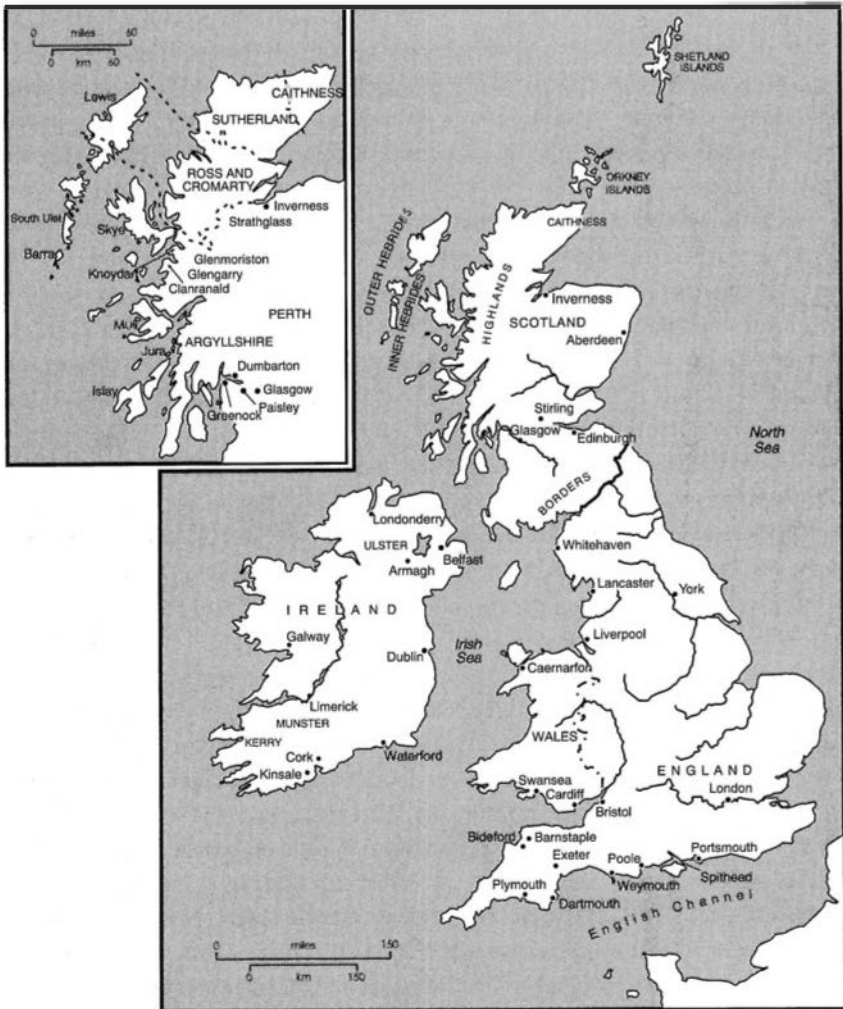 0 miles 60
0 km 60
Lewis
CAITHNESS
SUTHERLAND
ROSS AND
CROMARTY
Inverness
Strathglass
South Uist
Skye
Barra
Glenmoriston
Knoydart
Glengarry
Clanranald
PERTH
Mull
ARGYLLSHIRE
Jura
Dumbarton
Islay
Glasgow
Paisley
Greenock
SHETLAND
ISLANDS
ORKNEY
ISLANDS
CAITHNESS
OUTER HEBRIDES
INNER HEBRIDES
HIGHLANDS
Inverness
SCOTLAND
Aberdeen
Stirling
Glasgow
Edinburgh
North
Sea
BORDERS
Londonderry
ULSTER
Belfast
Armagh
Whitehaven
Lancaster
York
IRELAND
Galway
Dublin
Irish
Sea
Liverpool
Caernarfon
Limerick
MUNSTER
KERRY
Cork
Waterford
Kinsale
WALES
ENGLAND
Swansea
Cardiff
London
Bristol
Bideford
Barnstaple
Exeter
Poole
Portsmouth
Plymouth
Weymouth
Spithead
Dartmouth
English Channel
0 miles 150
0 km 150